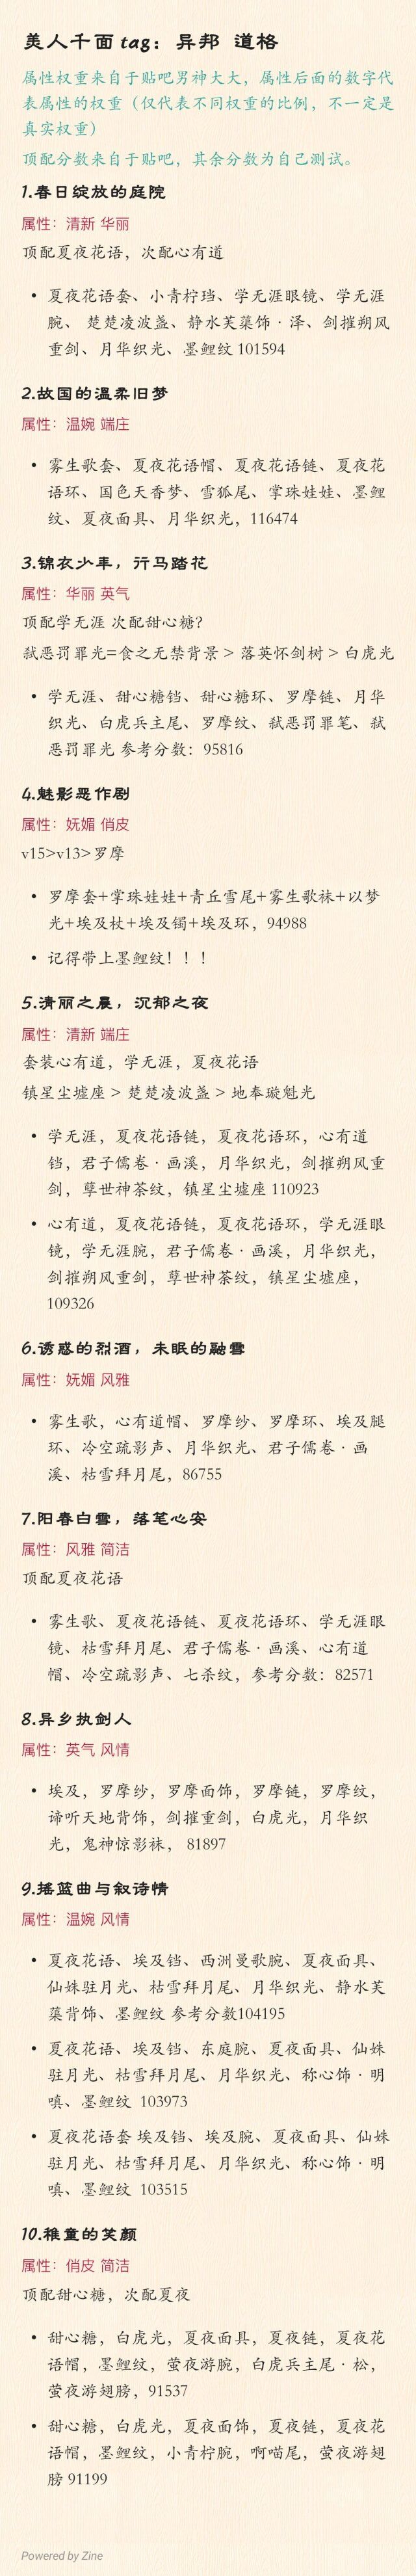 美人千面 tag：异邦 道格
属性权重来自于贴吧男神大大，属性后面的数字代
表属性的权重（仅代表不同权重的比例，不一定是
真实权重）
顶配分数来自于贴吧，其余分数为自己测试。
1.春日绽放的庭院
属性：清新 华丽
顶配夏夜花语，次配心有道
• 夏夜花语套、小青柠珰、学无涯眼镜、学无涯
腕、 楚楚凌波盏、静水芙蕖饰·泽、剑摧朔风
重剑、月华织光、墨鲤纹 101594
2.故国的温柔旧梦
属性：温婉 端庄
• 雾生歌套、夏夜花语帽、夏夜花语链、夏夜花
语环、国色天香梦、雪狐尾、掌珠娃娃、墨鲤
纹、夏夜面具、月华织光，116474
3.锦衣少年，行马踏花
属性：华丽 英气
顶配学无涯 次配甜心糖？
弑恶罚罪光=食之无禁背景 > 落英怀剑树 > 白虎光
• 学无涯、甜心糖铛、甜心糖环、罗摩链、月华
织光、白虎兵主尾、罗摩纹、弑恶罚罪笔、弑
恶罚罪光 参考分数：95816
4.魅影恶作剧
属性：妩媚 俏皮
v15>v13>罗摩
• 罗摩套+掌珠娃娃+青丘雪尾+雾生歌袜+以梦
光+埃及杖+埃及镯+埃及环，94988
• 记得带上墨鲤纹！！！
5.清丽之晨，沉郁之夜
属性：清新 端庄
套装心有道，学无涯，夏夜花语
镇星尘墟座 > 楚楚凌波盏 > 地奉璇魁光
• 学无涯，夏夜花语链，夏夜花语环，心有道
铛，君子儒卷·画溪，月华织光，剑摧朔风重
剑，孽世神荼纹，镇星尘墟座 110923
• 心有道，夏夜花语链，夏夜花语环，学无涯眼
镜，学无涯腕，君子儒卷·画溪，月华织光，
剑摧朔风重剑，孽世神荼纹，镇星尘墟座，
109326
6.诱惑的烈酒，未眠的融雪
属性：妩媚 风雅
• 雾生歌，心有道帽、罗摩纱、罗摩环、埃及腿
环、冷空疏影声、月华织光、君子儒卷·画
溪、枯雪拜月尾，86755
7.阳春白雪，落笔心安
属性：风雅 简洁
顶配夏夜花语
• 雾生歌、夏夜花语链、夏夜花语环、学无涯眼
镜、枯雪拜月尾、君子儒卷·画溪、心有道
帽、冷空疏影声、七杀纹，参考分数：82571
8.异乡执剑人
属性：英气 风情
• 埃及，罗摩纱，罗摩面饰，罗摩链，罗摩纹，
谛听天地背饰，剑摧重剑，白虎光，月华织
光，鬼神惊影袜， 81897
9.摇篮曲与叙诗情
属性：温婉 风情
• 夏夜花语、埃及铛、西洲曼歌腕、夏夜面具、
仙姝驻月光、枯雪拜月尾、月华织光、静水芙
蕖背饰、墨鲤纹 参考分数104195
• 夏夜花语、埃及铛、东庭腕、夏夜面具、仙姝
驻月光、枯雪拜月尾、月华织光、称心饰·明
嗔、墨鲤纹 103973
• 夏夜花语套 埃及铛、埃及腕、夏夜面具、仙姝
驻月光、枯雪拜月尾、月华织光、称心饰·明
嗔、墨鲤纹 103515
10.稚童的笑颜
属性：俏皮 简洁
顶配甜心糖，次配夏夜
• 甜心糖，白虎光，夏夜面具，夏夜链，夏夜花
语帽，墨鲤纹，萤夜游腕，白虎兵主尾·松，
萤夜游翅膀，91537
• 甜心糖，白虎光，夏夜面饰，夏夜链，夏夜花
语帽，墨鲤纹，小青柠腕，啊喵尾，萤夜游翅
膀 91199
Powered by Zine